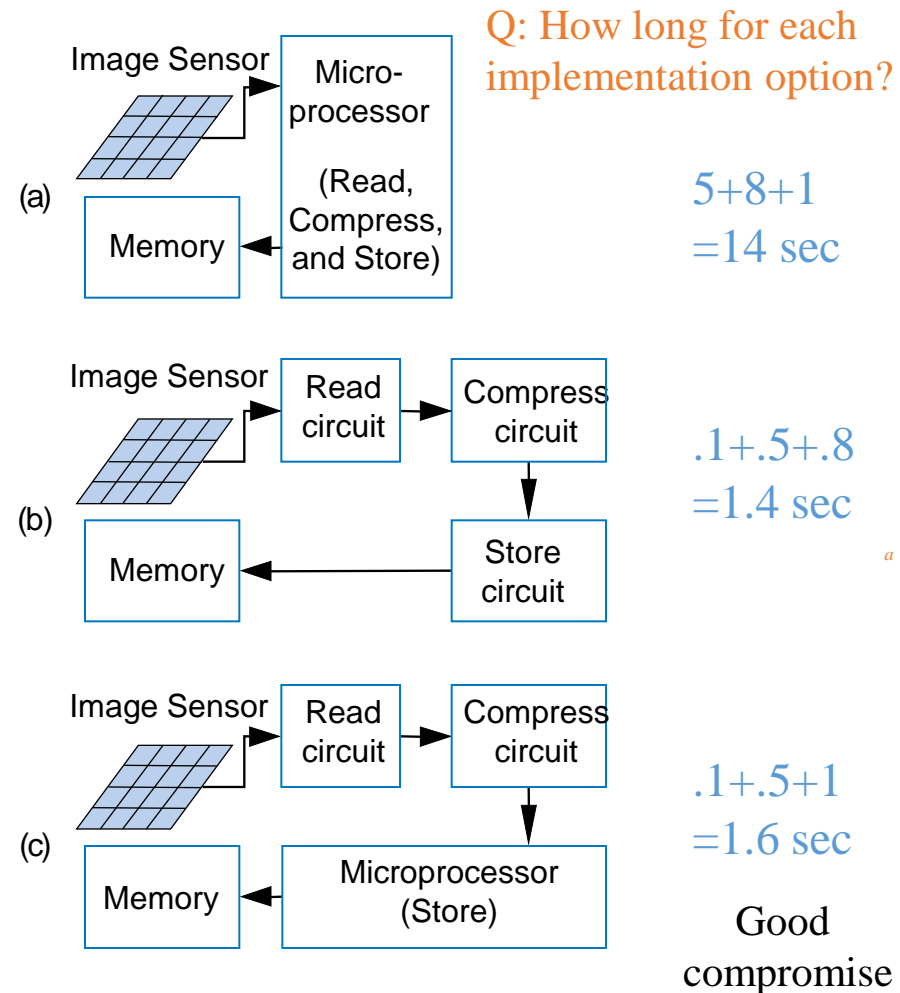 Q: How long for each
implementation option?
(a)
Image Sensor
Micro-
processor
(Read,
Compress,
and Store)
Memory
5+8+1
=14 sec
(b)
Image Sensor
Read
circuit
Compress
circuit
Store
circuit
Memory
.1+.5+.8
=1.4 sec
a
(c)
Image Sensor
Read
circuit
Compress
circuit
Microprocessor
(Store)
Memory
.1+.5+1
=1.6 sec
Good
compromise